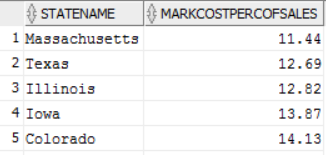 STATENAME MARKCOSTPERCOFSALES
1 Massachusetts 11.44
2 Texas 12.69
3 Illinois 12.82
4 Iowa 13.87
5 Colorado 14.13